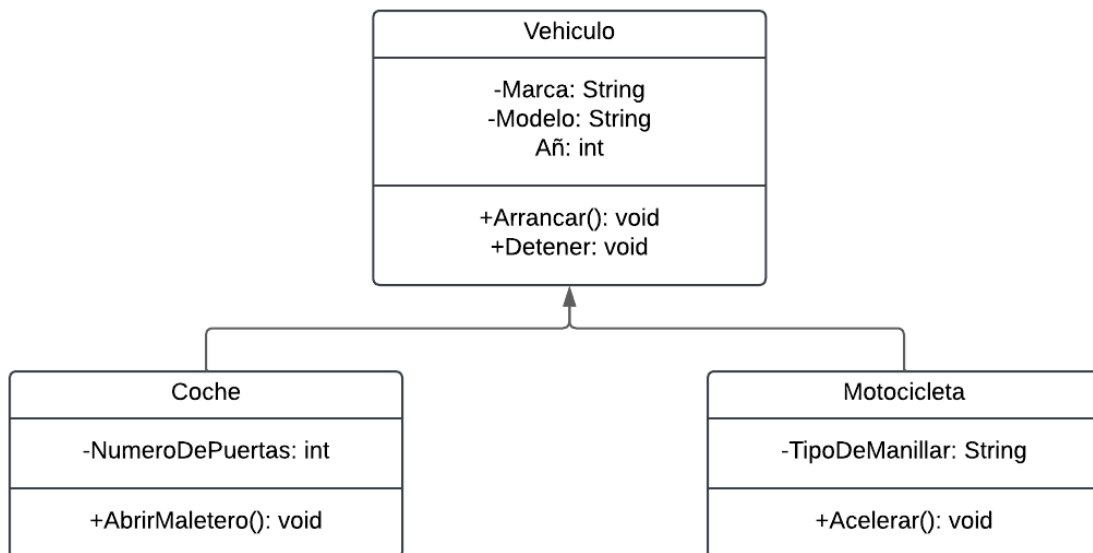 Vehiculo
-Marca: String
-Modelo: String
Añ: int
+Arrancar(): void
+Detener: void
Coche
-NumeroDePuertas: int
+AbrirMaletero(): void
Motocicleta
-TipoDeManillar: String
+Acelerar(): void